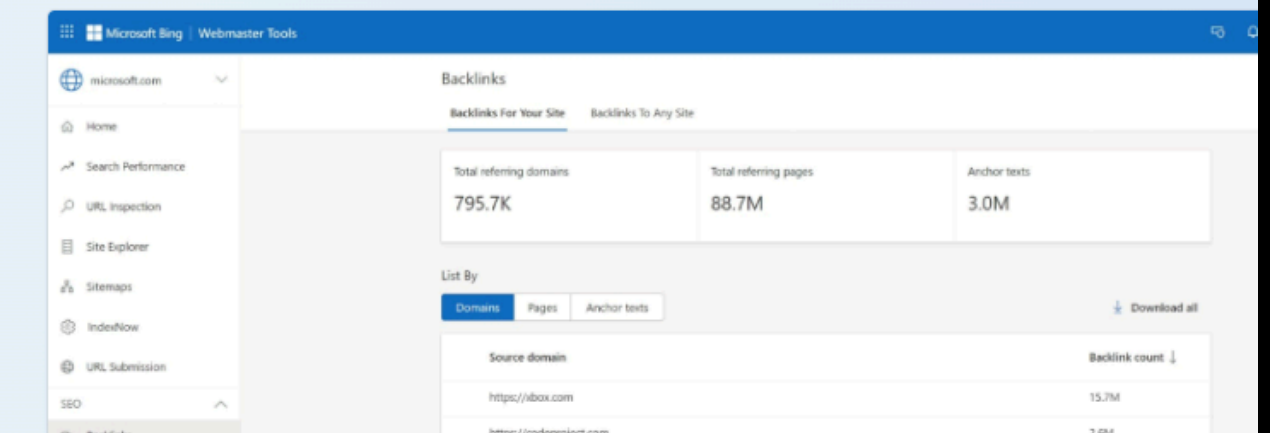 Microsoft Bing | Webmaster Tools
microsoft.com
Home
Search Performance
URL Inspection
Site Explorer
Sitemaps
IndexNow
URL Submission
SEO
Backlinks
Backlinks For Your Site Backlinks To Any Site
Total referring domains
795.7K
Total referring pages
88.7M
Anchor texts
3.0M
List By
Domains Pages Anchor texts
Download all
Source domain Backlink count ↓
https://xbox.com 15.7M